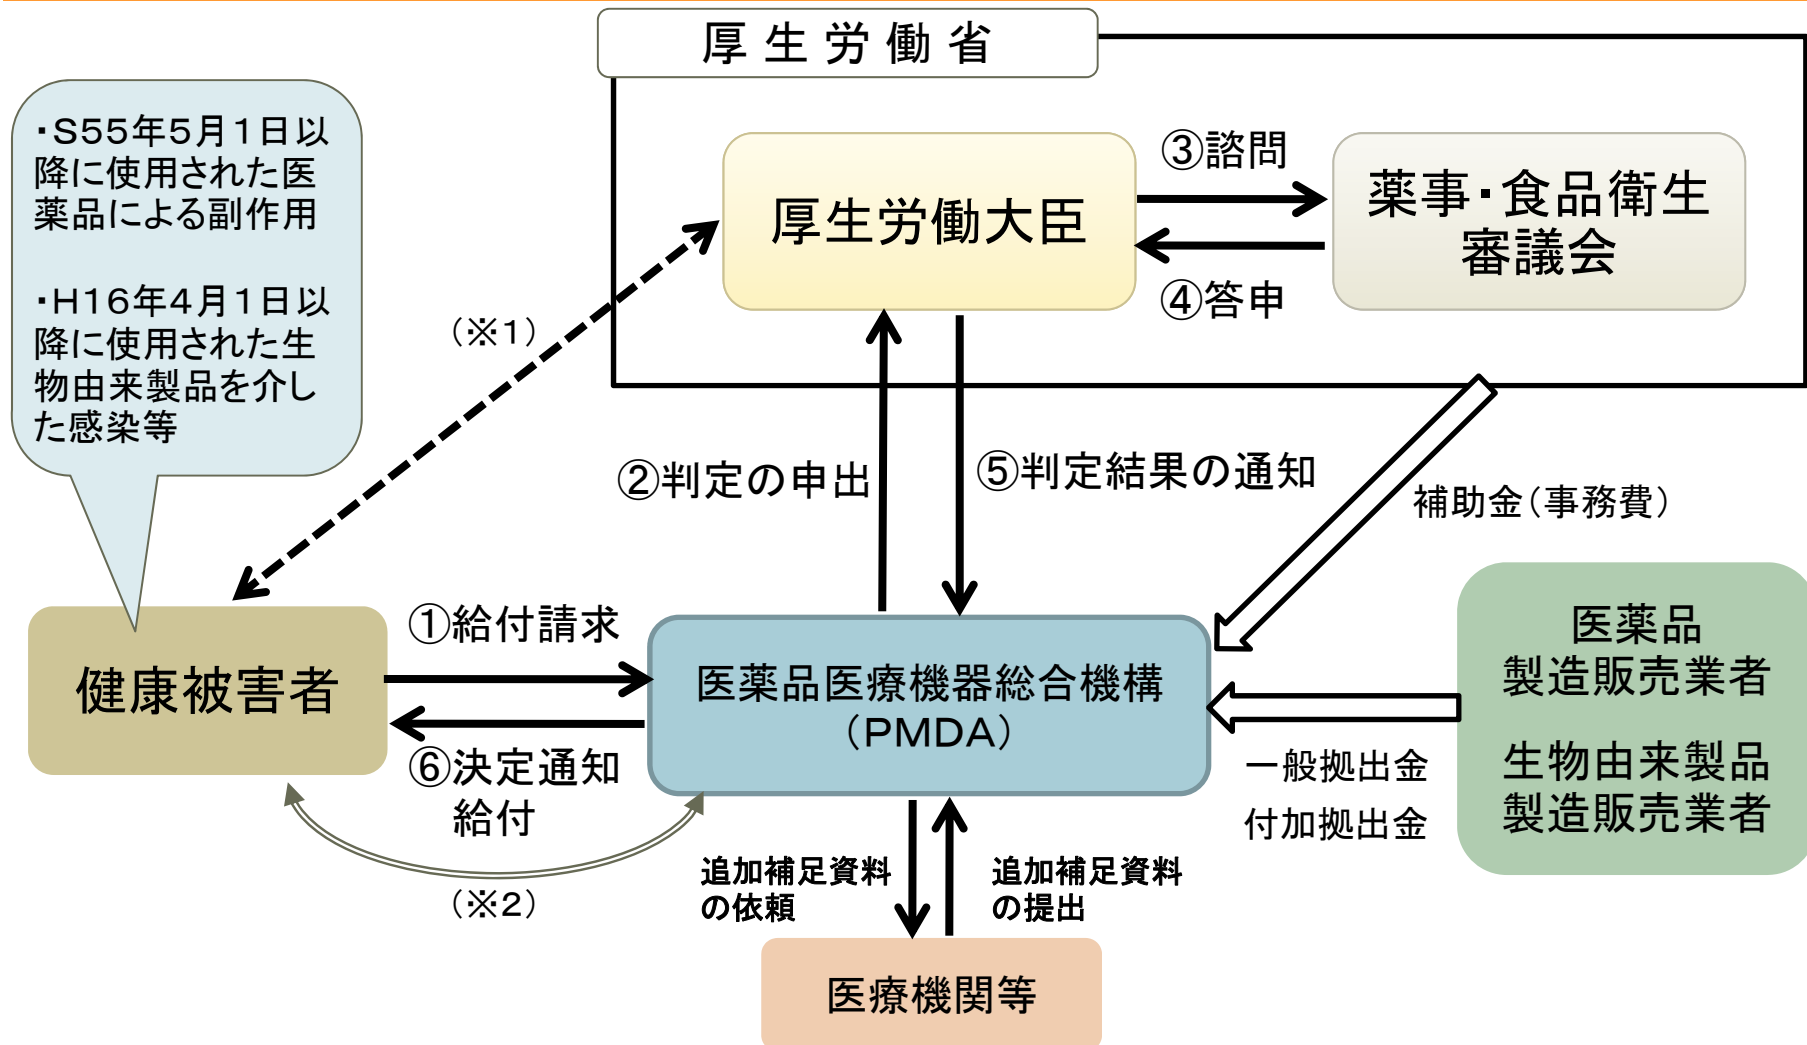 厚生労働省
・S55年5月1日以
降に使用された医
薬品による副作用
・H16年4月1日以
降に使用された生
物由来製品を介し
た感染等
厚生労働大臣
③諮問
④答申
薬事・食品衛生
審議会
（※1）
②判定の申出
⑤判定結果の通知
補助金（事務費）
健康被害者
①給付請求
⑥決定通知
給付
（※2）
医薬品医療機器総合機構
（PMDA）
一般拠出金
付加拠出金
医薬品
製造販売業者
生物由来製品
製造販売業者
追加補足資料
の依頼
追加補足資料
の提出
医療機関等